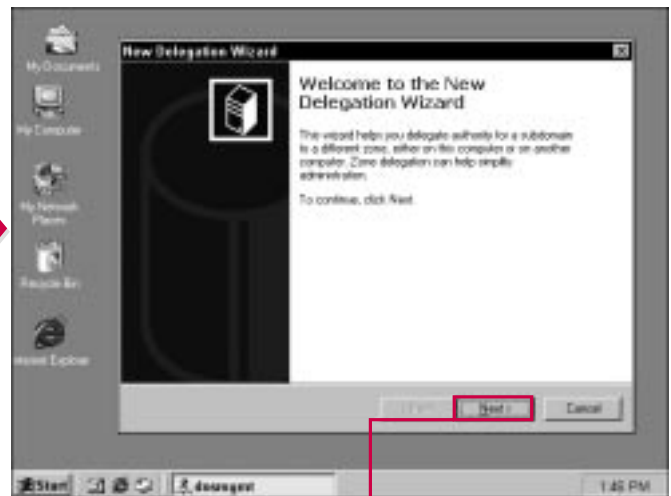 My Documents
New Delegation Wizard
Welcome to the New
Delegation Wizard
This wizard helps you delegate authority for a subdomain
to a different zone, either on this computer or on another
computer. Zone delegation can help simplify
administration.
To continue, click Next.
My Computer
My Network
Places
Recycle Bin
Internet Explorer
Next >
Cancel
Start
dnsmgmt
1:46 PM